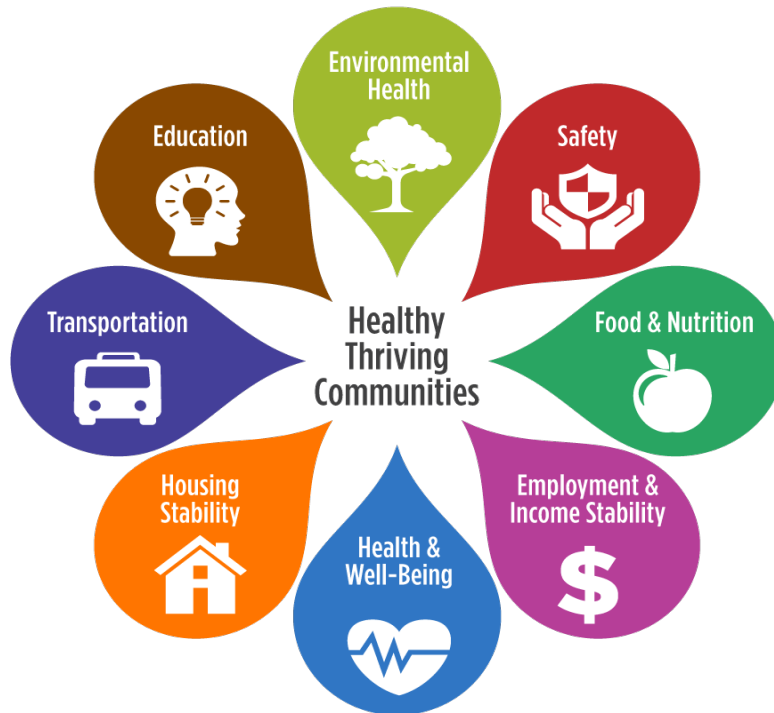 Environmental
Health
Education
Safety
Transportation
Healthy
Thriving
Communities
Food & Nutrition
Housing
Stability
Employment &
Income Stability
Health &
Well-Being
$